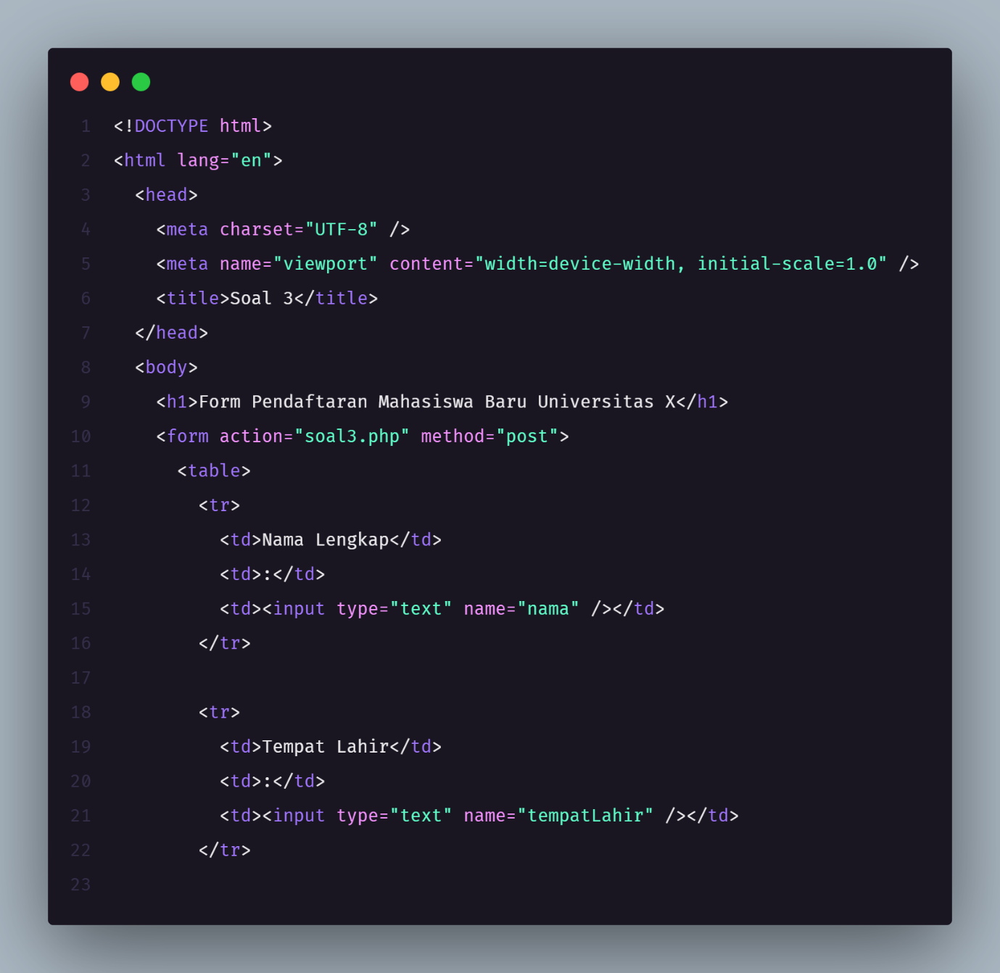 1 <!DOCTYPE html>
2 <html lang="en">
3   <head>
4     <meta charset="UTF-8" />
5     <meta name="viewport" content="width=device-width, initial-scale=1.0" />
6     <title>Soal 3</title>
7   </head>
8   <body>
9     <h1>Form Pendaftaran Mahasiswa Baru Universitas X</h1>
10     <form action="soal3.php" method="post">
11       <table>
12         <tr>
13           <td>Nama Lengkap</td>
14           <td>:</td>
15           <td><input type="text" name="nama" /></td>
16         </tr>
17
18         <tr>
19           <td>Tempat Lahir</td>
20           <td>:</td>
21           <td><input type="text" name="tempatLahir" /></td>
22         </tr>
23